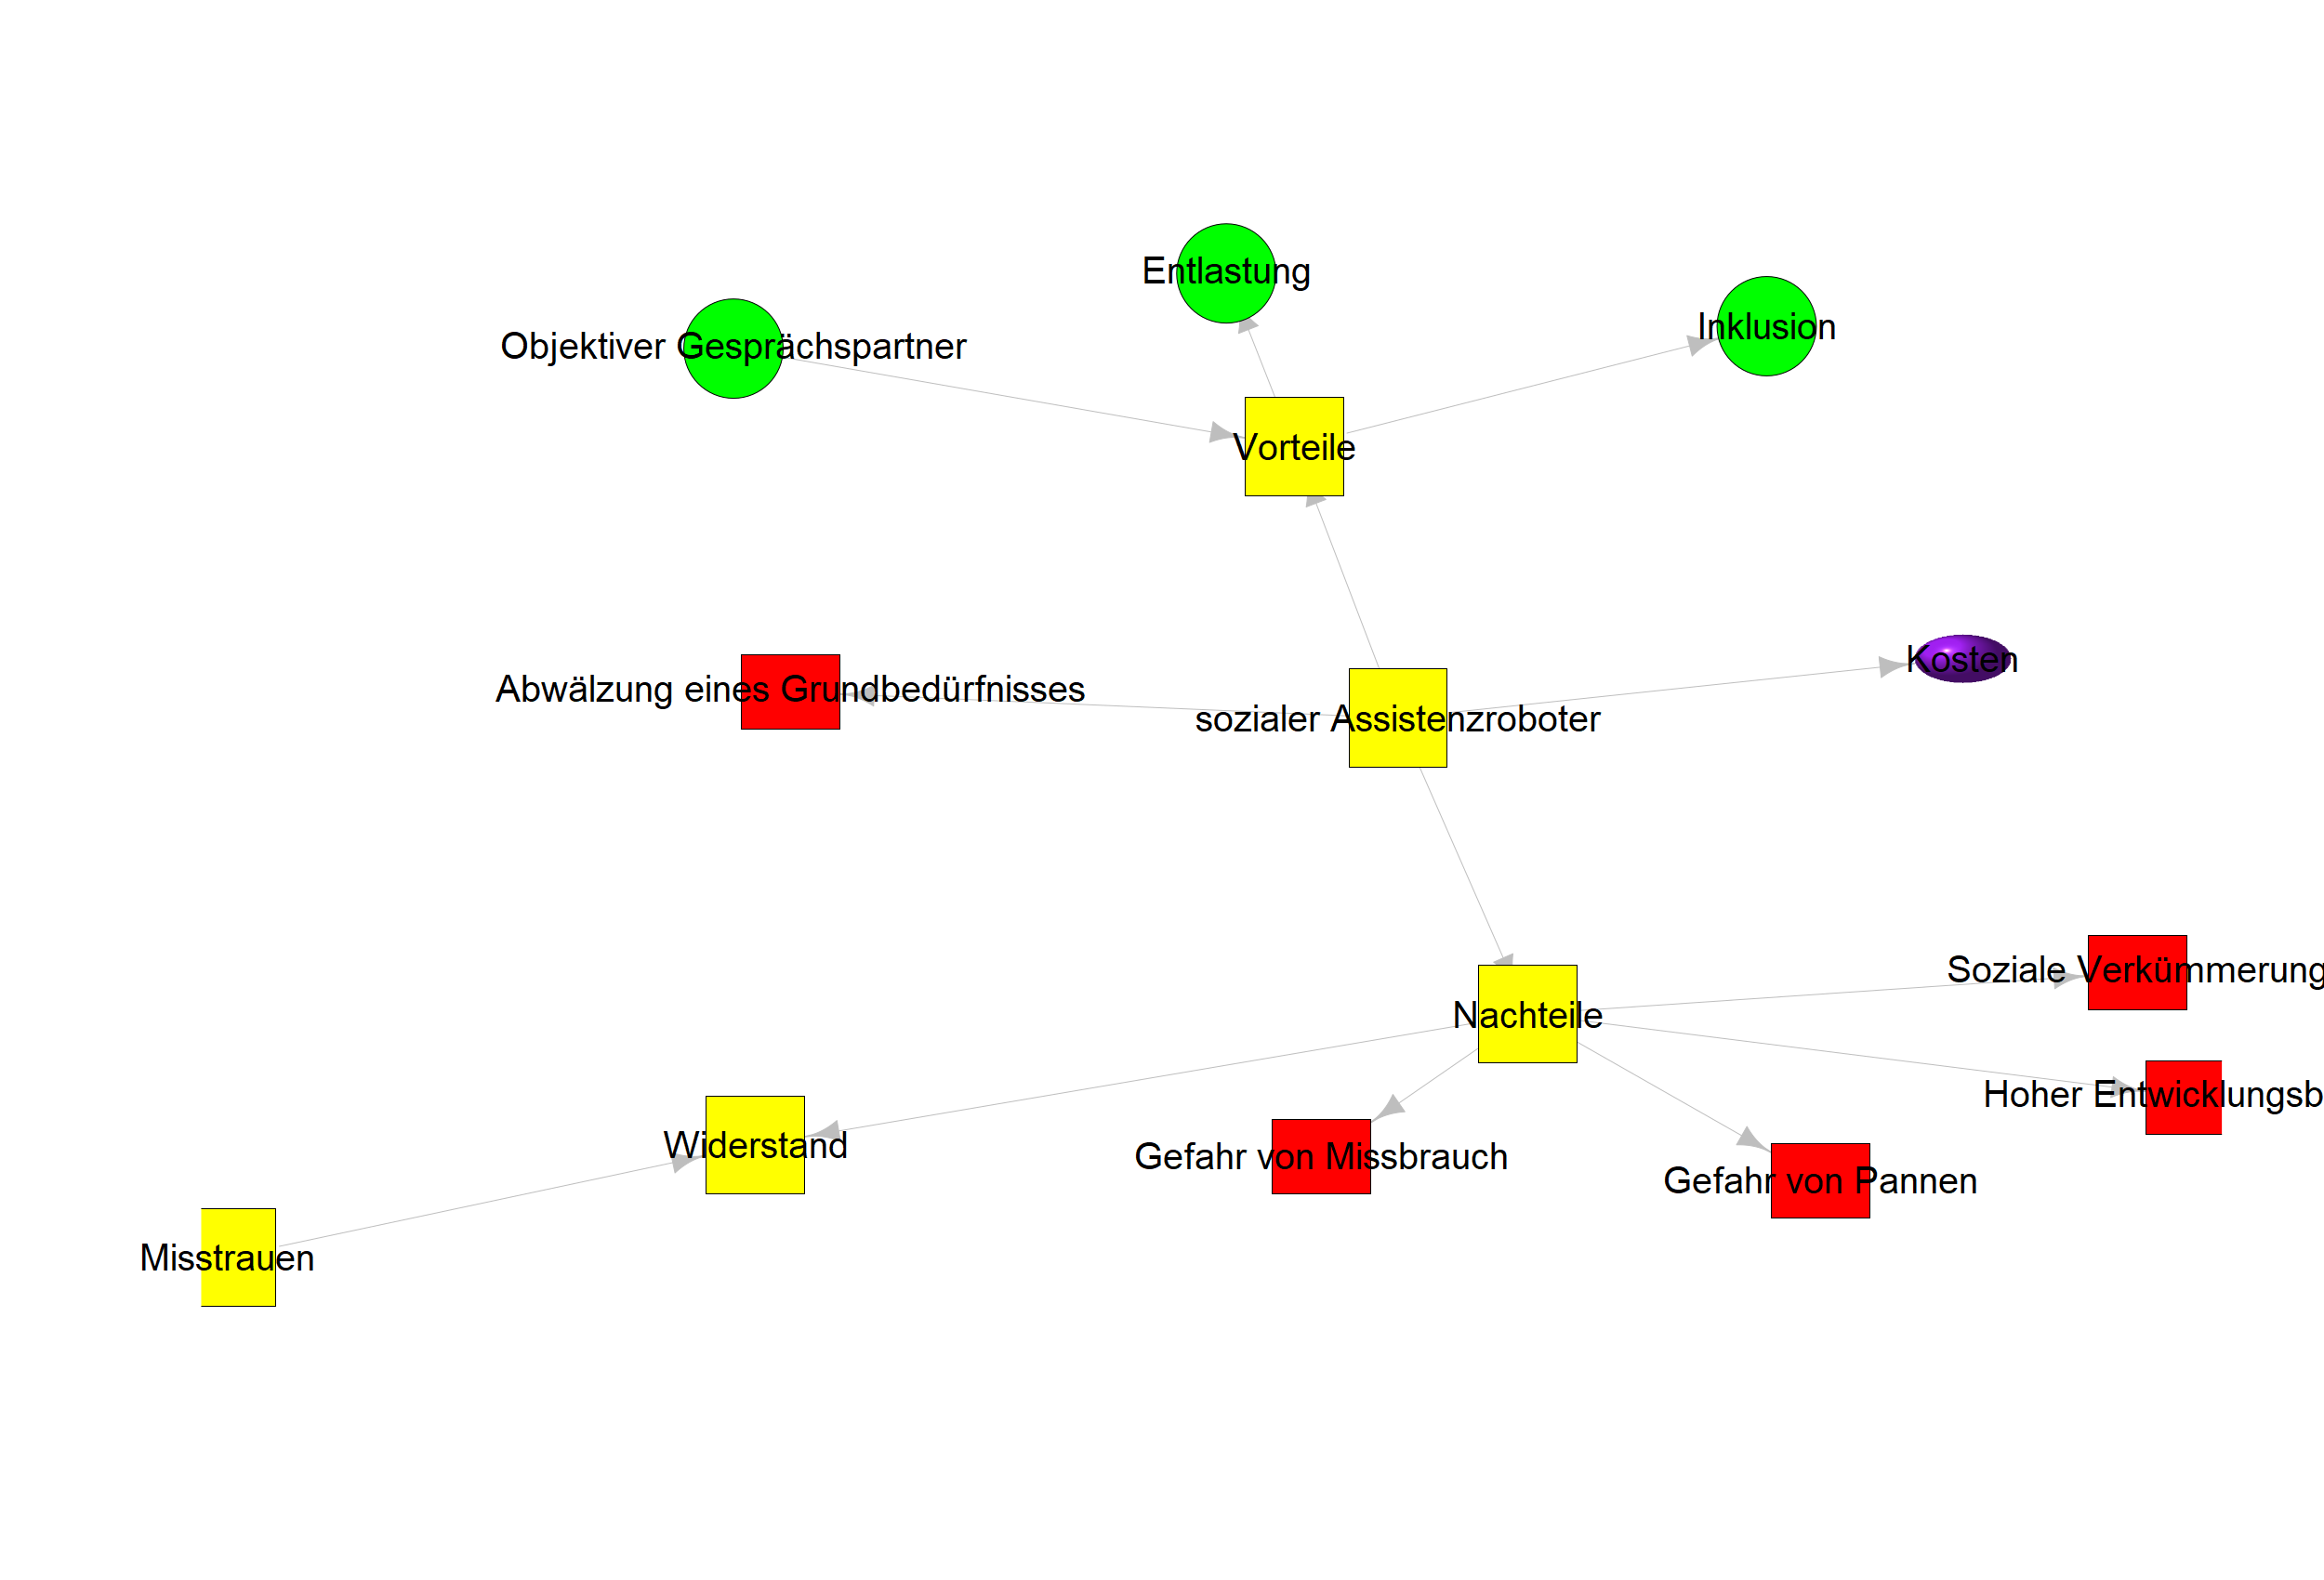 Entlastung
Inklusion
Objektiver Gesprächspartner
Vorteile
Kosten
Abwälzung eines Grundbedürfnisses
sozialer Assistenzroboter
Soziale Verkümmerung
Nachteile
Hoher Entwicklungsb
Widerstand
Gefahr von Missbrauch
Gefahr von Pannen
Misstrauen